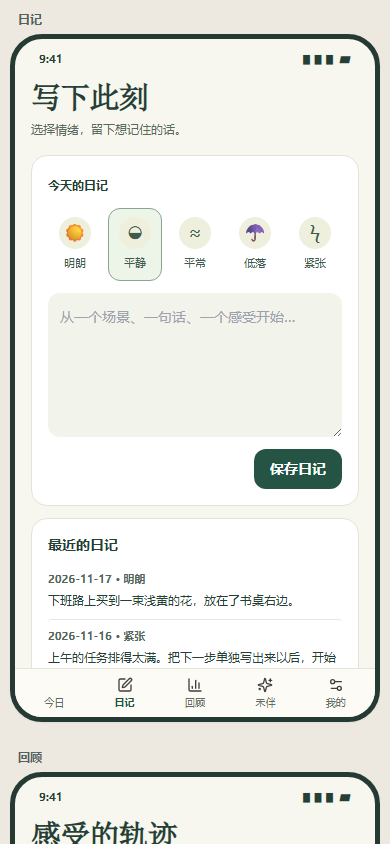 日记
9:41
写下此刻
选择情绪，留下想记住的话。
今天的日记
明朗
平静
平常
低落
紧张
从一个场景、一句话、一个感受开始...
保存日记
最近的日记
2026-11-17 • 明朗
下班路上买到一束浅黄的花，放在了书桌右边。
2026-11-16 • 紧张
上午的任务排得太满。把下一步单独写出来以后，开始
今日
日记
回顾
禾伴
我的
回顾
9:41
感受的轨迹